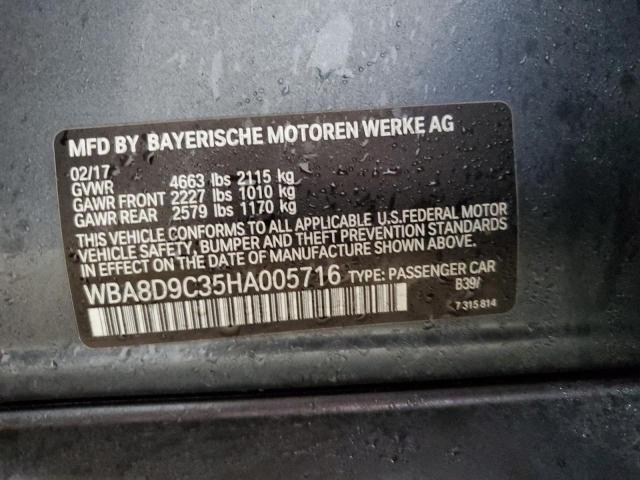 MFD BY BAYERISCHE MOTOREN WERKE AG
02/17
GVWR 4663 lbs 2115 kg
GAWR FRONT 2227 lbs 1010 kg
GAWR REAR 2579 lbs 1170 kg
THIS VEHICLE CONFORMS TO ALL APPLICABLE U.S.FEDERAL MOTOR
VEHICLE SAFETY, BUMPER AND THEFT PREVENTION STANDARDS IN
EFFECT ON THE DATE OF MANUFACTURE SHOWN ABOVE.
WBA8D9C35HA005716 TYPE: PASSENGER CAR
B39/
7 315 814